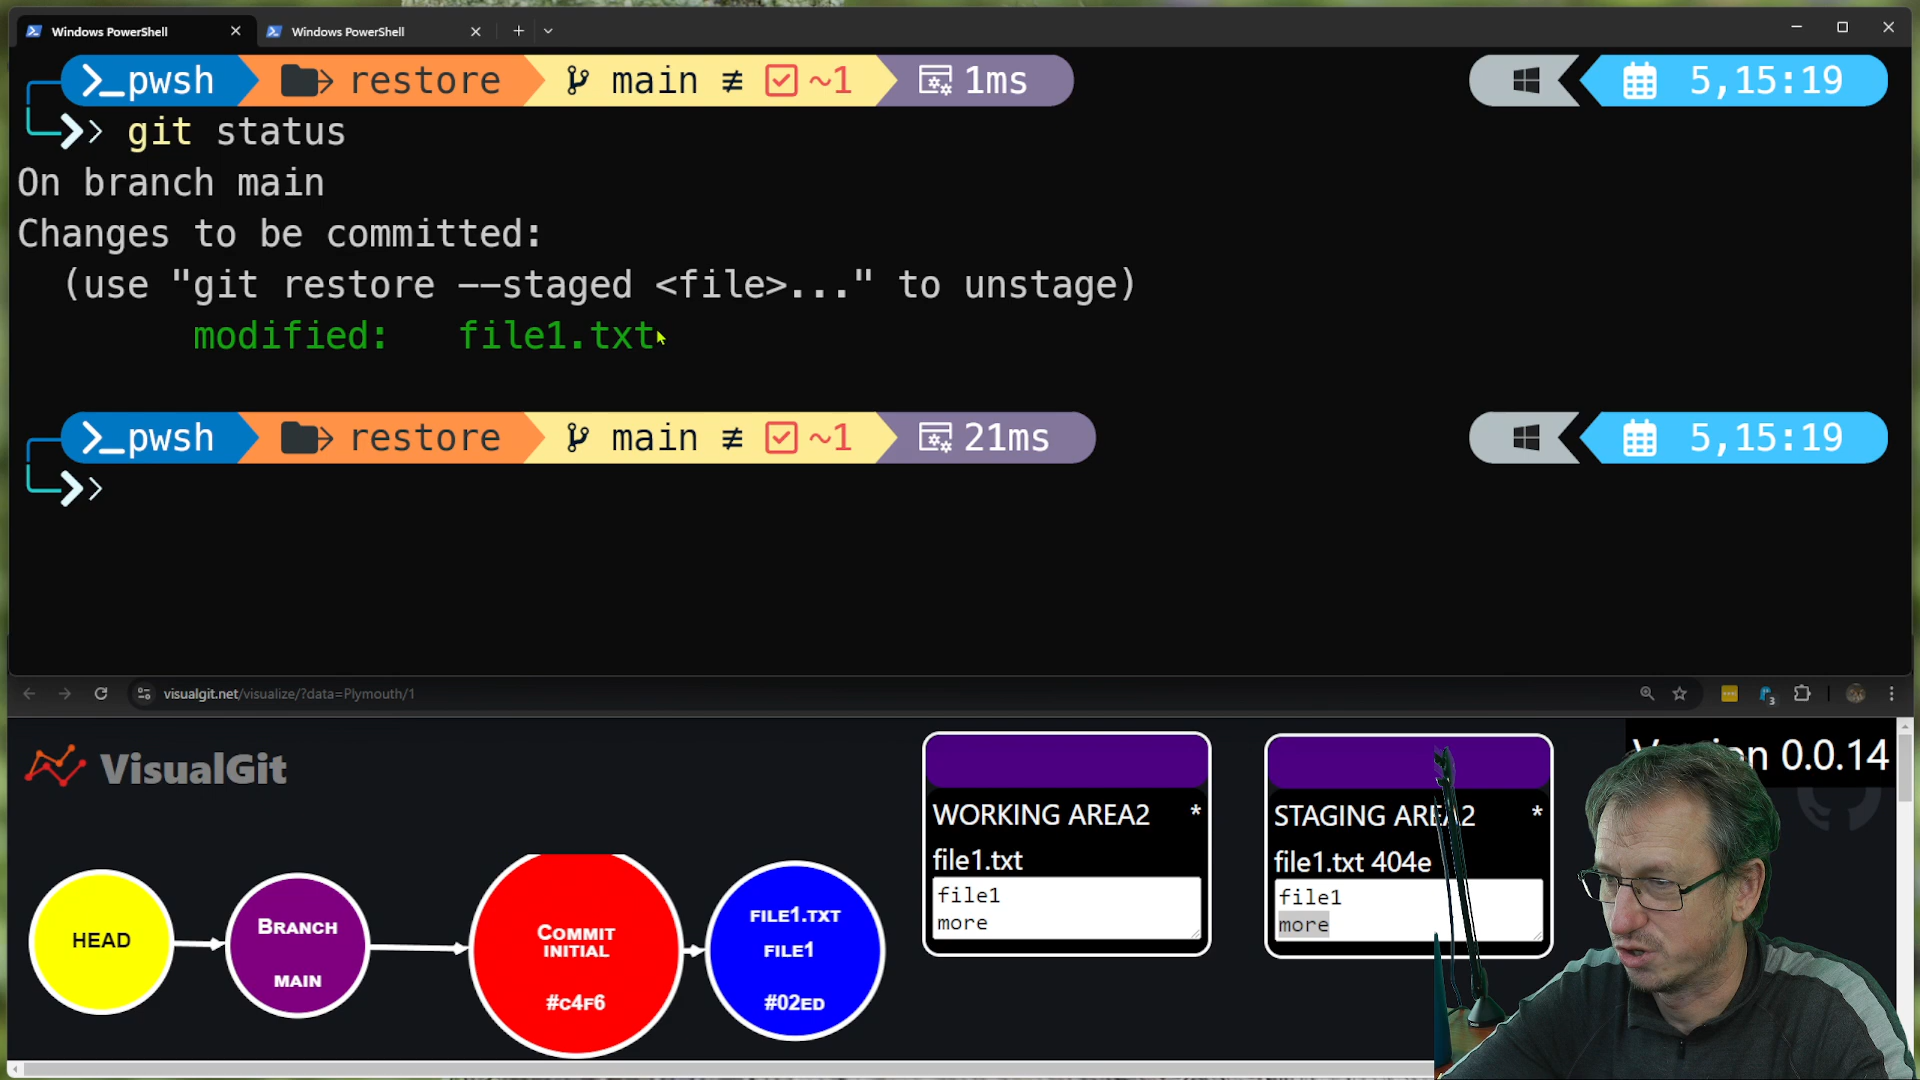 Windows PowerShell
Windows PowerShell
pwsh restore main ≢ ~1 1ms 5,15:19
git status
On branch main
Changes to be committed:
(use "git restore --staged <file>..." to unstage)
modified: file1.txt
pwsh restore main ≢ ~1 21ms 5,15:19
visualgit.net/visualize/?data=Plymouth/1
3
VisualGit
HEAD
BRANCH
MAIN
COMMIT
INITIAL
#C4F6
FILE1.TXT
FILE1
#02ED
WORKING AREA2 *
file1.txt
file1
more
STAGING AREA2 *
file1.txt 404e
file1
more
0.0.14